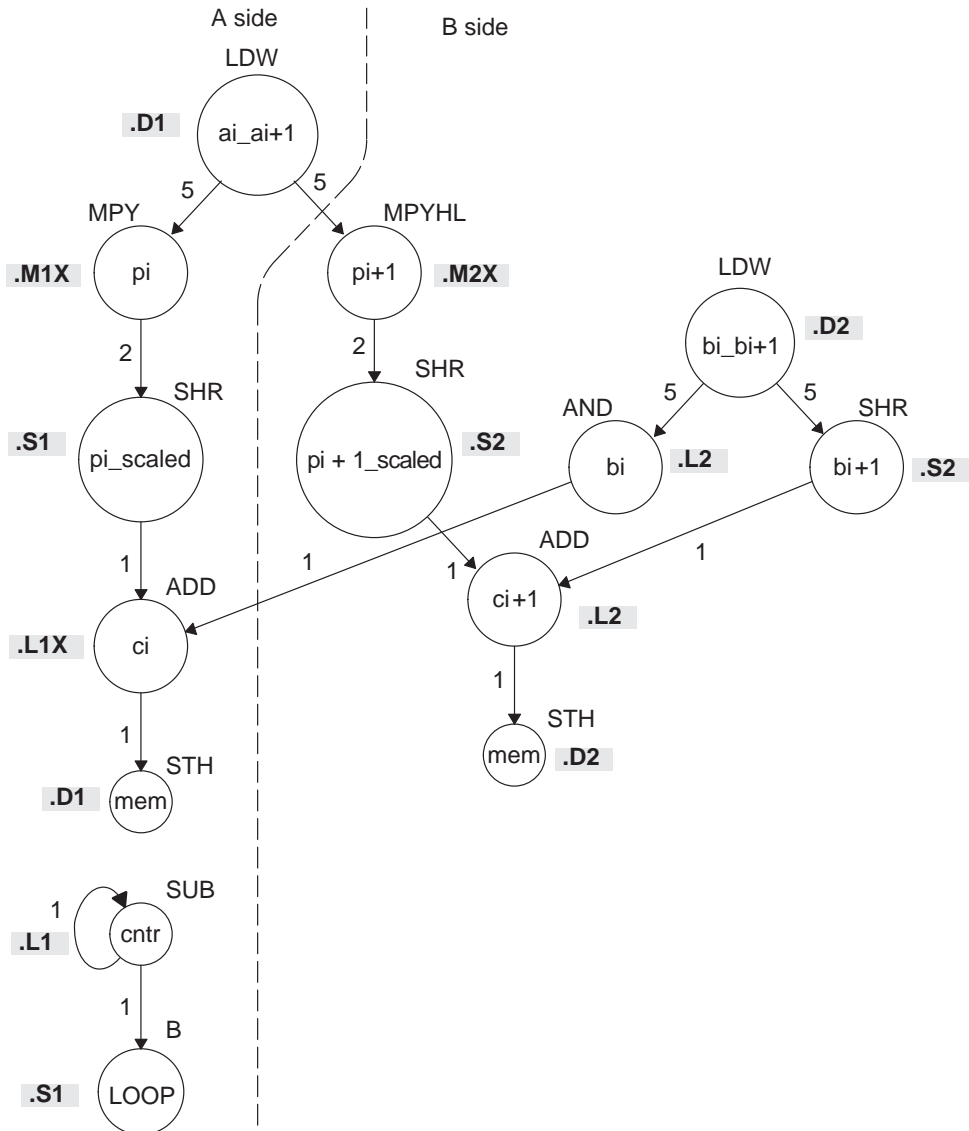 A side
B side
LDW
.D1
ai_ai+1
5
5
MPY
MPYHL
.M1X
pi
pi+1
.M2X
LDW
bi_bi+1
.D2
2
2
SHR
SHR
5
5
AND
SHR
.S1
pi_scaled
pi + 1_scaled
.S2
bi
.L2
bi+1
.S2
1
ADD
1
1
ADD
1
.L1X
ci
ci+1
.L2
1
1
STH
STH
mem
.D2
.D1
mem
SUB
1
.L1
cntr
1
B
.S1
LOOP